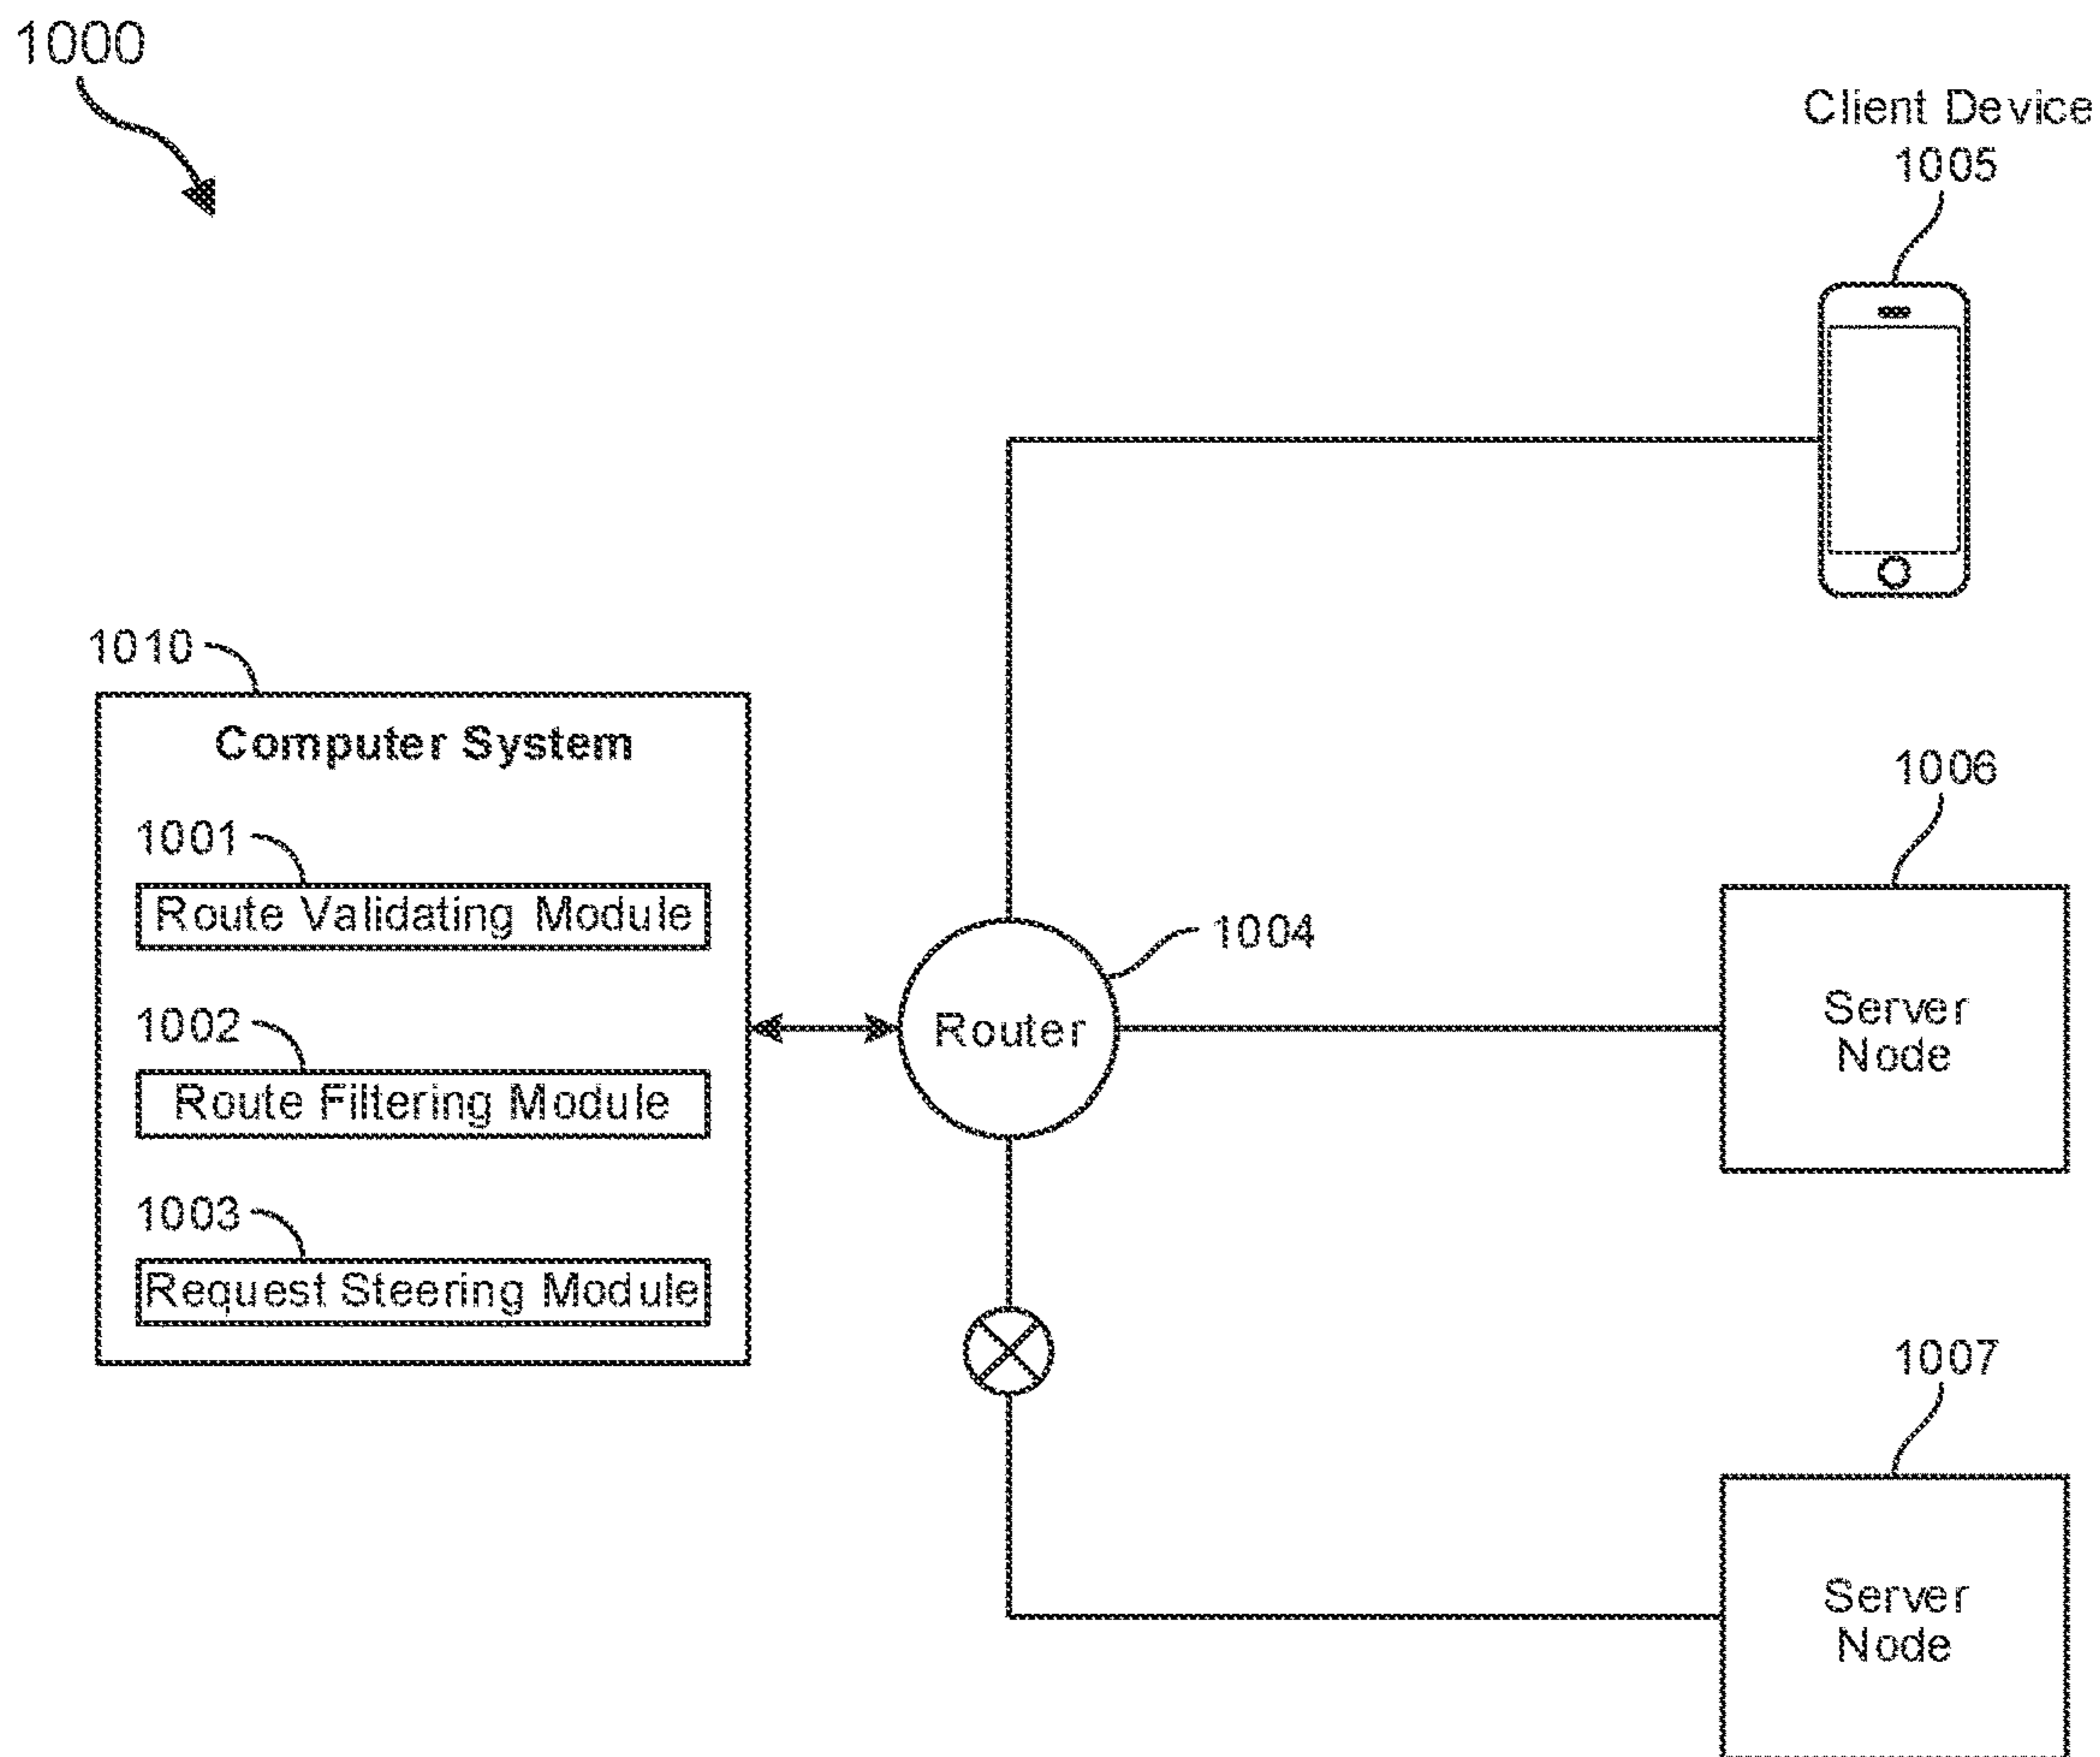 1000
Client Device
1005
1010
Computer System
1006
1001
Route Validating Module
1004
Router
Server
Node
1002
Route Filtering Module
1003
Request Steering Module
1007
Server
Node